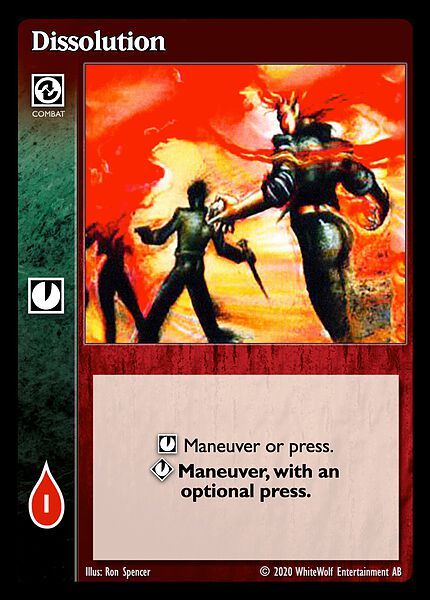 Dissolution
COMBAT
Maneuver or press.
Maneuver, with an
optional press.
1
Illus: Ron Spencer
© 2020 WhiteWolf Entertainment AB